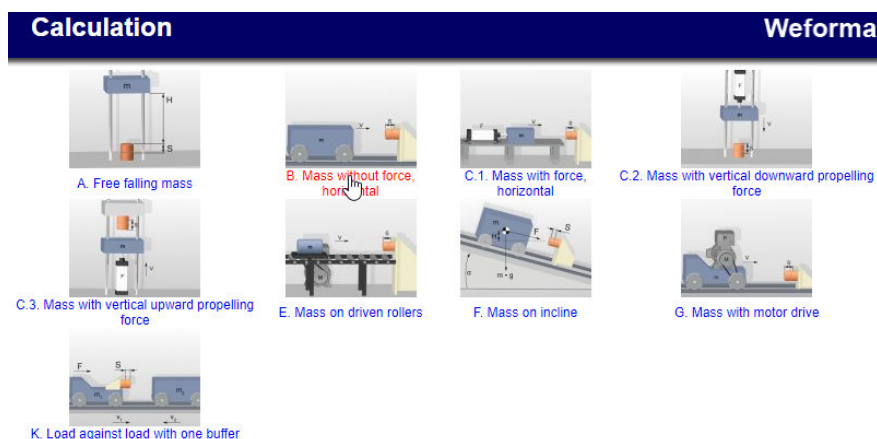 Calculation
Weforma
m
H
S
A. Free falling mass
m
V
S
B. Mass without force,
horizontal
F
m
V
S
C.1. Mass with force,
horizontal
F
m
V
C.2. Mass with vertical downward propelling
force
m
F
V
C.3. Mass with vertical upward propelling
force
m
V
S
E. Mass on driven rollers
m
H
F
S
α
m • g
F. Mass on incline
M
m
V
S
G. Mass with motor drive
F
S
m₁
m₂
v₁
v₂
K. Load against load with one buffer